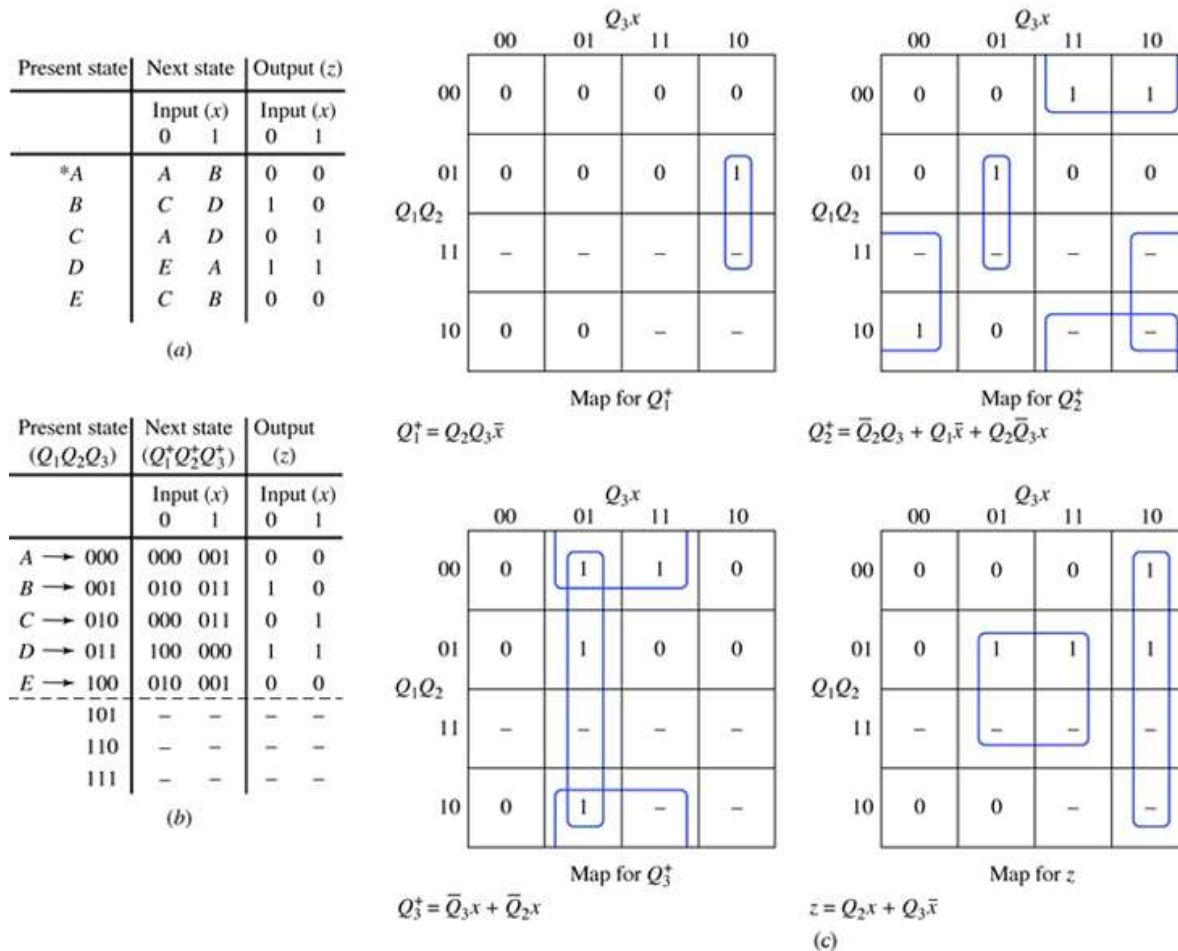 Present state Next state Output (z)
Input (x) Input (x)
0 1 0 1
*A A B 0 0
B C D 1 0
C A D 0 1
D E A 1 1
E C B 0 0
(a)
Present state Next state Output
(Q₁Q₂Q₃) (Q₁⁺Q₂⁺Q₃⁺) (z)
Input (x) Input (x)
0 1 0 1
A → 000 000 001 0 0
B → 001 010 011 1 0
C → 010 000 011 0 1
D → 011 100 000 1 1
E → 100 010 001 0 0
101 – – – –
110 – – – –
111 – – – –
(b)
Q₃x
00 01 11 10
00 0 0 0 0
01 0 0 0 1
Q₁Q₂
11 – – – –
10 0 0 – –
Map for Q₁⁺
Q₁⁺ = Q₂Q₃x̄
Q₃x
00 01 11 10
00 0 0 1 1
01 0 1 0 0
Q₁Q₂
11 – – – –
10 1 0 – –
Map for Q₂⁺
Q₂⁺ = Q̄₂Q₃ + Q₁x̄ + Q₂Q̄₃x
Q₃x
00 01 11 10
00 0 1 1 0
01 0 1 0 0
Q₁Q₂
11 – – – –
10 0 1 – –
Map for Q₃⁺
Q₃⁺ = Q̄₃x + Q̄₂x
Q₃x
00 01 11 10
00 0 0 0 1
01 0 1 1 1
Q₁Q₂
11 – – – –
10 0 0 – –
Map for z
z = Q₂x + Q₃x̄
(c)